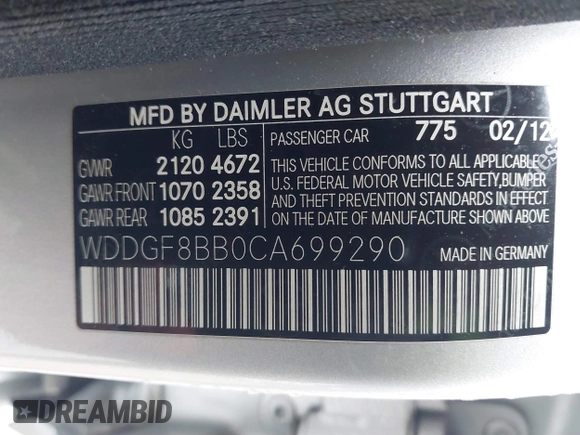 MFD BY DAIMLER AG STUTTGART
KG LBS PASSENGER CAR 775 02/12
GVWR 2120 4672 THIS VEHICLE CONFORMS TO ALL APPLICABLE
GAWR FRONT 1070 2358 U.S. FEDERAL MOTOR VEHICLE SAFETY, BUMPER
GAWR REAR 1085 2391 AND THEFT PREVENTION STANDARDS IN EFFECT
ON THE DATE OF MANUFACTURE SHOWN ABOVE.
WDDGF8BB0CA699290 MADE IN GERMANY
DREAMBID